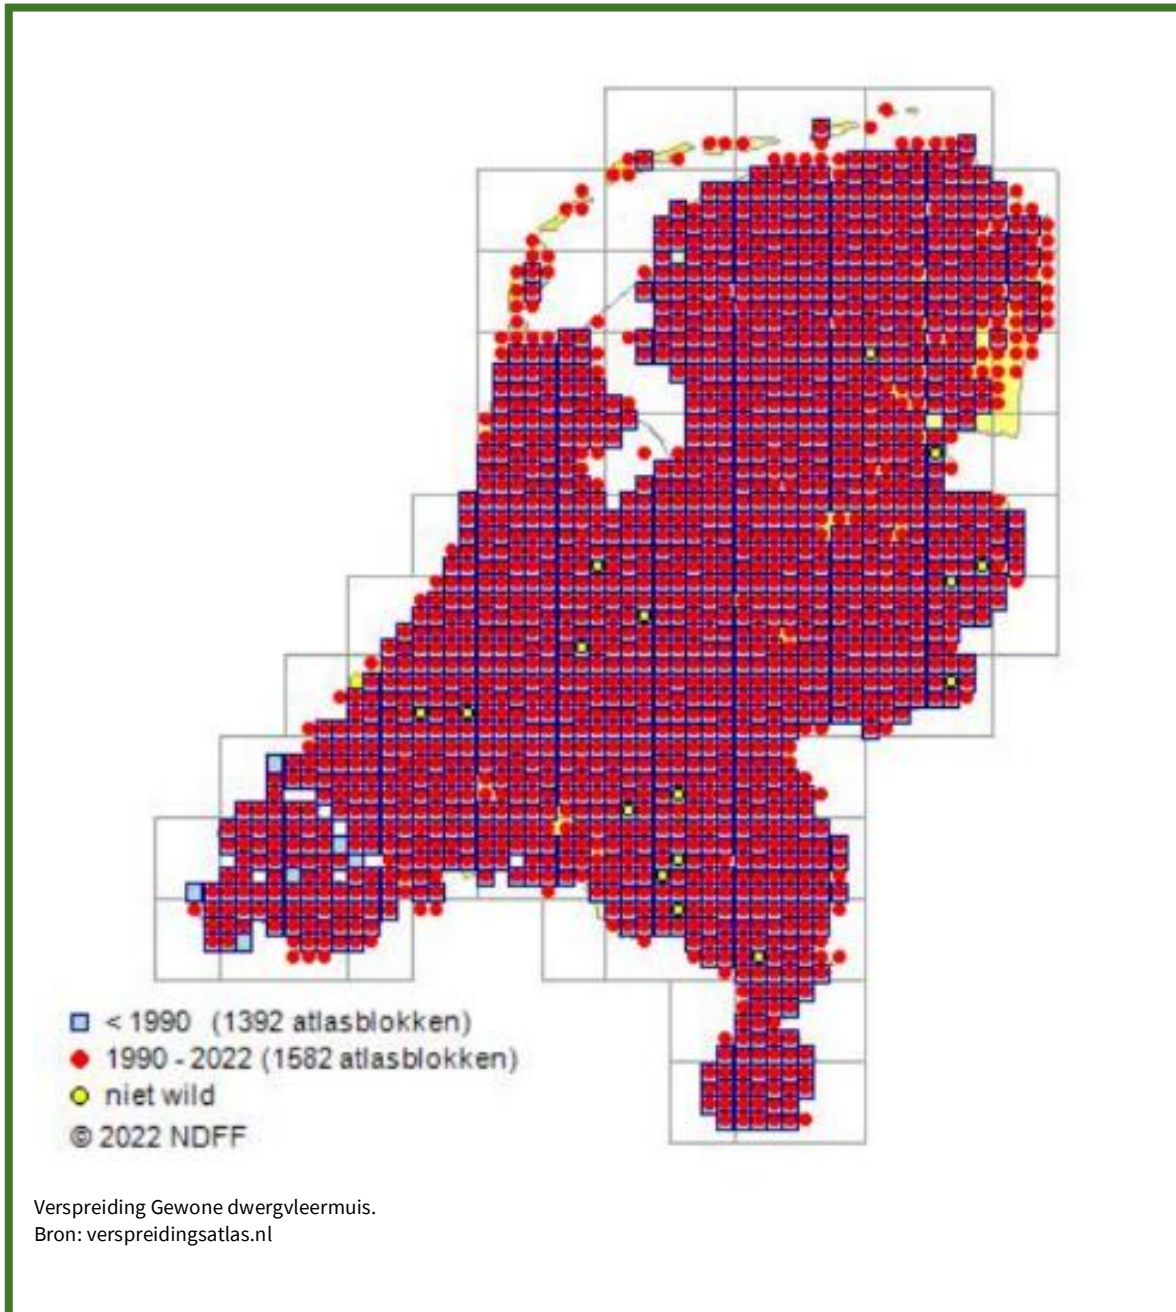 < 1990 (1392 atlasblokken)
1990 - 2022 (1582 atlasblokken)
niet wild
© 2022 NDFF
Verspreiding Gewone dwergvleermuis.
Bron: verspreidingsatlas.nl